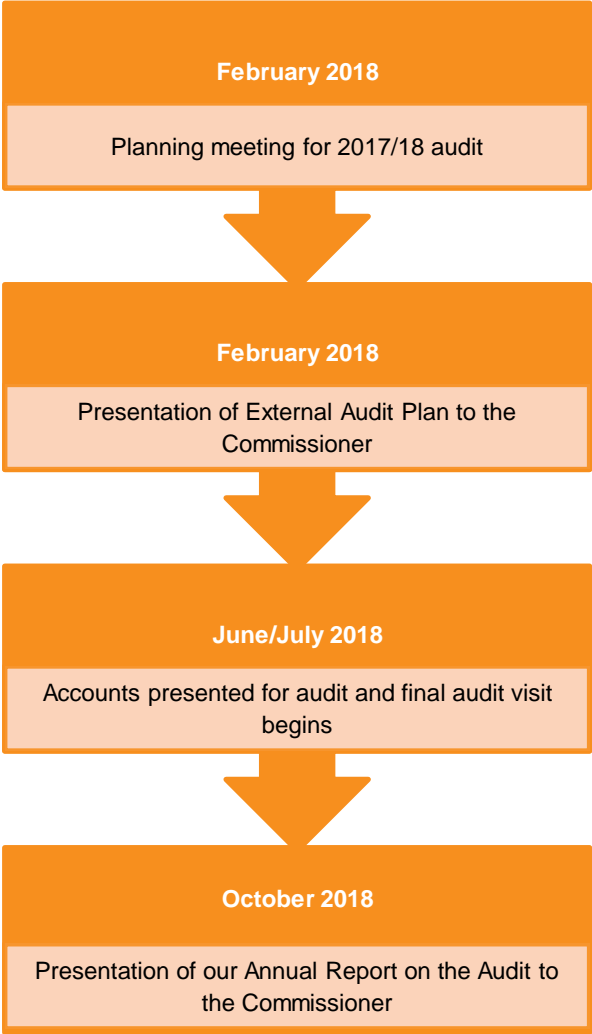 February 2018
Planning meeting for 2017/18 audit
February 2018
Presentation of External Audit Plan to the
Commissioner
June/July 2018
Accounts presented for audit and final audit visit
begins
October 2018
Presentation of our Annual Report on the Audit to
the Commissioner